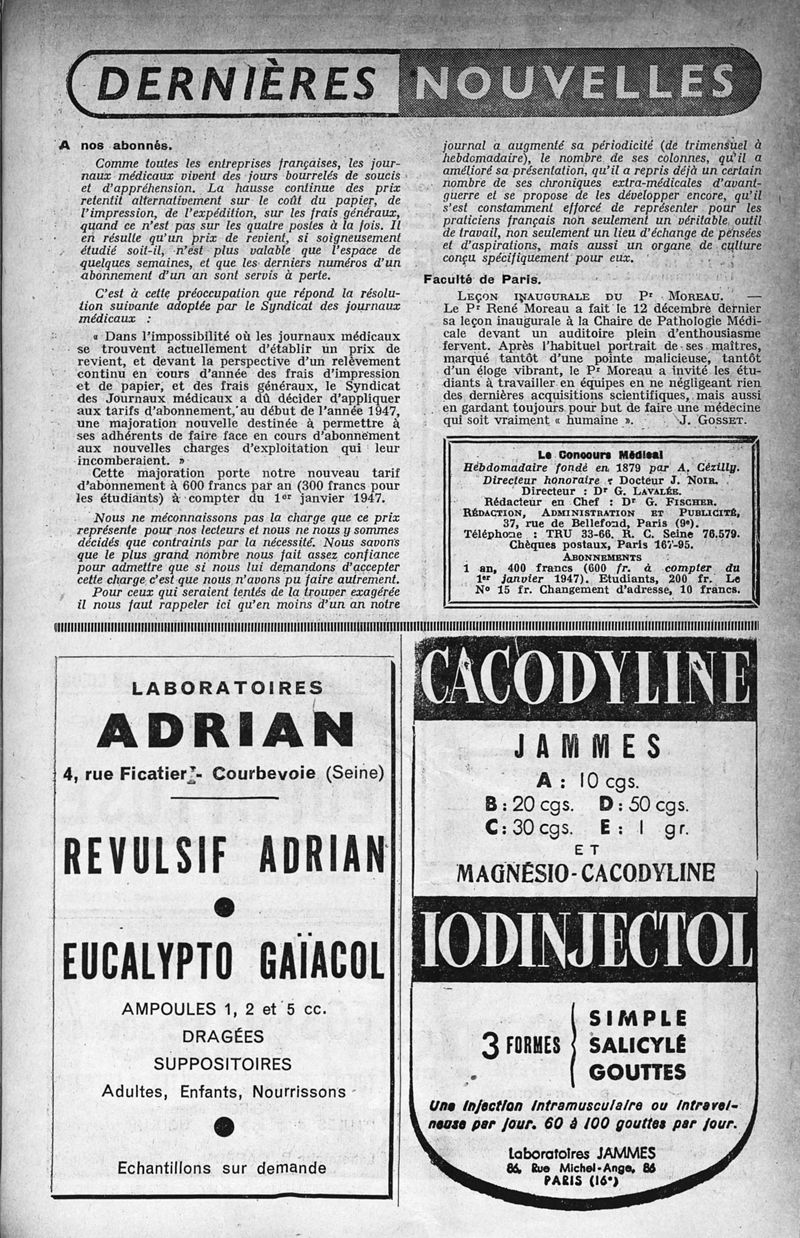 DERNIÈRES NOUVELLES
A nos abonnés.
Comme toutes les entreprises françaises, les jour-
naux médicaux vivent des jours bourrelés de soucis
et d'appréhension. La hausse continue des prix
retentit alternativement sur le coût du papier, de
l'impression, de l'expédition, sur les frais généraux,
quand ce n'est pas sur les quatre postes à la fois. Il
en résulte qu'un prix de revient, si soigneusement
étudié soit-il, n'est plus valable que l'espace de
quelques semaines, et que les derniers numéros d'un
abonnement d'un an sont servis à perte.
C'est à cette préoccupation que répond la résolu-
tion suivante adoptée par le Syndicat des journaux
médicaux :
« Dans l'impossibilité où les journaux médicaux
se trouvent actuellement d'établir un prix de
revient, et devant la perspective d'un relèvement
continu en cours d'année des frais d'impression
et de papier, et des frais généraux, le Syndicat
des Journaux médicaux a dû décider d'appliquer
aux tarifs d'abonnement, au début de l'année 1947,
une majoration nouvelle destinée à permettre à
ses adhérents de faire face en cours d'abonnement
aux nouvelles charges d'exploitation qui leur
incomberaient. »
Cette majoration porte notre nouveau tarif
d'abonnement à 600 francs par an (300 francs pour
les étudiants) à compter du 1er janvier 1947.
Nous ne méconnaissons pas la charge que ce prix
représente pour nos lecteurs et nous ne nous y sommes
décidés que contraints par la nécessité. Nous savons
que le plus grand nombre nous fait assez confiance
pour admettre que si nous lui demandons d'accepter
cette charge c'est que nous n'avons pu faire autrement.
Pour ceux qui seraient tentés de la trouver exagérée
il nous faut rappeler ici qu'en moins d'un an notre
journal a augmenté sa périodicité (de trimensuel à
hebdomadaire), le nombre de ses colonnes, qu'il a
amélioré sa présentation, qu'il a repris déjà un certain
nombre de ses chroniques extra-médicales d'avant-
guerre et se propose de les développer encore, qu'il
s'est constamment efforcé de représenter pour les
praticiens français non seulement un véritable outil
de travail, non seulement un lieu d'échange de pensées
et d'aspirations, mais aussi un organe de culture
conçu spécifiquement pour eux.
Faculté de Paris.
LEÇON INAUGURALE DU Pr MOREAU. —
Le Pr René Moreau a fait le 12 décembre dernier
sa leçon inaugurale à la Chaire de Pathologie Médi-
cale devant un auditoire plein d'enthousiasme
fervent. Après l'habituel portrait de ses maîtres,
marqué tantôt d'une pointe malicieuse, tantôt
d'un éloge vibrant, le Pr Moreau a invité les étu-
diants à travailler en équipes en ne négligeant rien
des dernières acquisitions scientifiques, mais aussi
en gardant toujours pour but de faire une médecine
qui soit vraiment « humaine ». J. GOSSET.
Le Concours Médical
Hebdomadaire fondé en 1879 par A. Cézilly.
Directeur honoraire : Docteur J. NOIR.
Directeur : Dr G. LAVALÉE.
Rédacteur en Chef : Dr G. FISCHER.
RÉDACTION, ADMINISTRATION ET PUBLICITÉ,
37, rue de Bellefond, Paris (9e).
Téléphone : TRU 33-66. R. C. Seine 76.579.
Chèques postaux, Paris 167-95.
ABONNEMENTS
1 an, 400 francs (600 fr. à compter du
1er janvier 1947). Etudiants, 200 fr. Le
No 15 fr. Changement d'adresse, 10 francs.
LABORATOIRES
ADRIAN
4, rue Ficatier - Courbevoie (Seine)
REVULSIF ADRIAN
EUCALYPTO GAÏACOL
AMPOULES 1, 2 et 5 cc.
DRAGÉES
SUPPOSITOIRES
Adultes, Enfants, Nourrissons
Echantillons sur demande
CACODYLINE
JAMMES
A : 10 cgs.
B : 20 cgs. D : 50 cgs.
C : 30 cgs. E : 1 gr.
ET
MAGNÉSIO-CACODYLINE
IODINJECTOL
3 FORMES
SIMPLE
SALICYLÉ
GOUTTES
Une injection intramusculaire ou intravei-
neuse par jour. 60 à 100 gouttes par jour.
Laboratoires JAMMES
86, Rue Michel-Ange, 86
PARIS (16e)